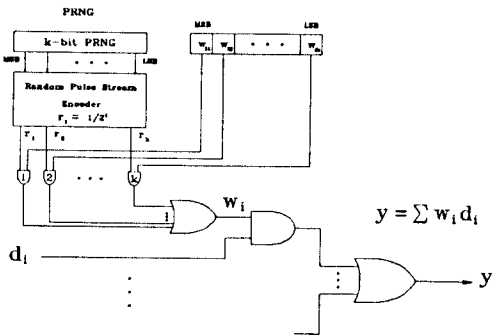 PRNG
k-bit PRNG
MSB • • • LSB
Random Pulse Stream
Encoder
r_i = 1/2^i
MSB LSB
• • •
r_1 r_2 r_k
1 2 • • • k
w_i
d_i
y = ∑ w_i d_i
y